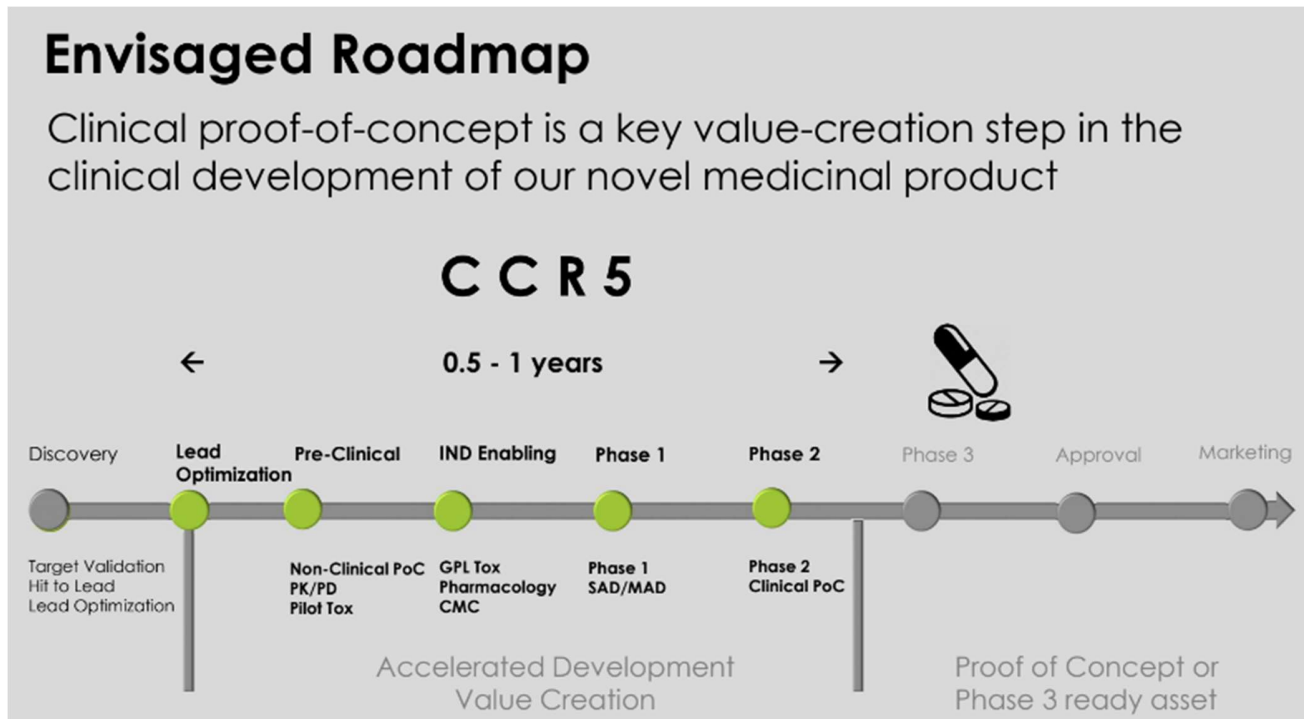 Envisaged Roadmap
Clinical proof-of-concept is a key value-creation step in the
clinical development of our novel medicinal product
C C R 5
← 0.5 - 1 years →
Discovery
Lead
Optimization
Pre-Clinical
IND Enabling
Phase 1
Phase 2
Phase 3
Approval
Marketing
Target Validation
Hit to Lead
Lead Optimization
Non-Clinical PoC
PK/PD
Pilot Tox
GPL Tox
Pharmacology
CMC
Phase 1
SAD/MAD
Phase 2
Clinical PoC
Accelerated Development
Value Creation
Proof of Concept or
Phase 3 ready asset